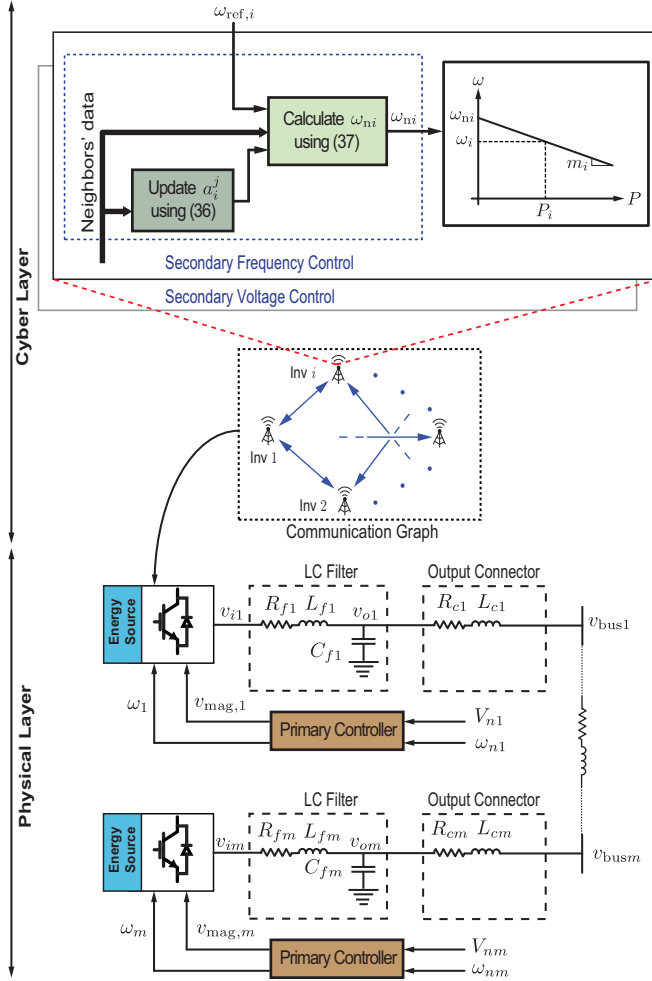 Cyber Layer
ω_ref,i
Neighbors' data
Update a_i^j
using (36)
Calculate ω_ni
using (37)
ω_ni
ω
ω_ni
ω_i
m_i
P_i
P
Secondary Frequency Control
Secondary Voltage Control
Inv i
Inv 1
Inv 2
Communication Graph
Physical Layer
Energy
Source
v_i1
LC Filter
R_f1 L_f1
v_o1
C_f1
Output Connector
R_c1 L_c1
v_bus1
ω_1
v_mag,1
Primary Controller
V_n1
ω_n1
Energy
Source
v_im
LC Filter
R_fm L_fm
v_om
C_fm
Output Connector
R_cm L_cm
v_busm
ω_m
v_mag,m
Primary Controller
V_nm
ω_nm